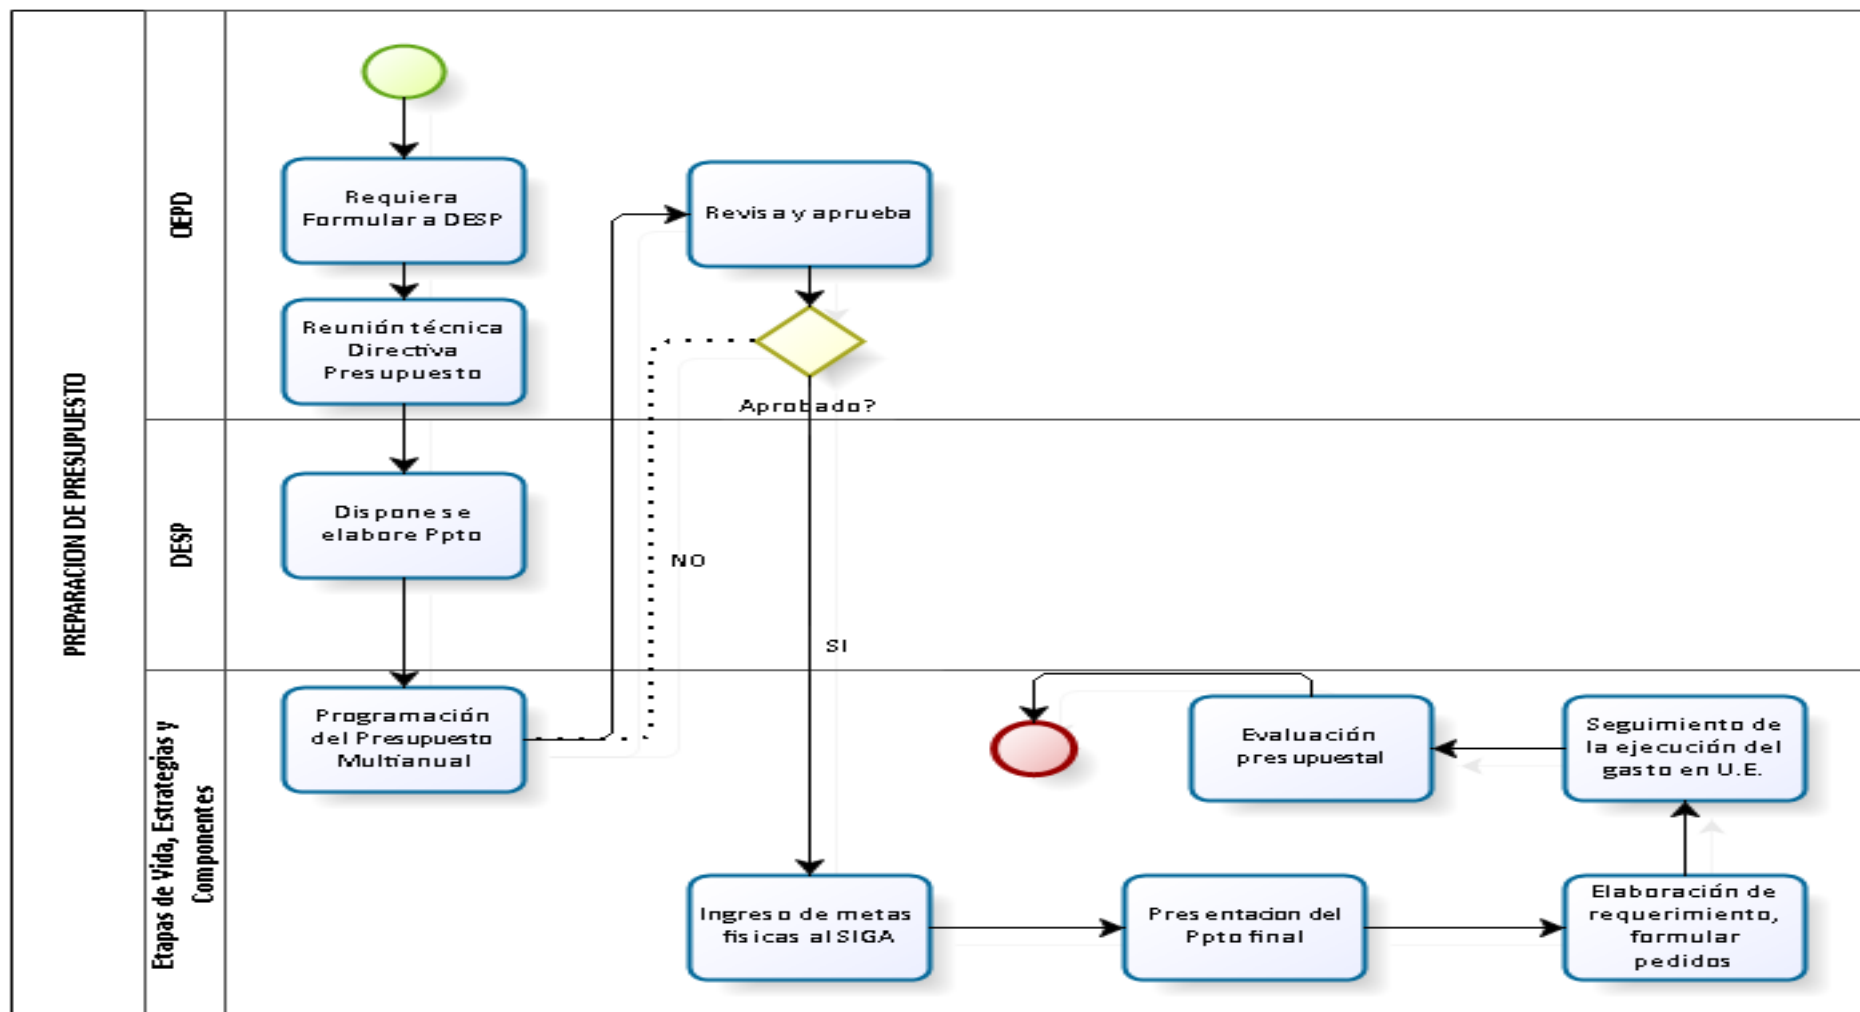 PREPARACION DE PRESUPUESTO
OEPD
Requiera
Formular a DESP
Reunión técnica
Directiva
Presupuesto
Revisa y aprueba
Aprobado?
DESP
Dispone se
elabore Ppto
NO
SI
Etapas de Vida, Estrategias y
Componentes
Programación
del Presupuesto
Multianual
Evaluación
presupuestal
Seguimiento de
la ejecución del
gasto en U.E.
Ingreso de metas
fisicas al SIGA
Presentacion del
Ppto final
Elaboración de
requerimiento,
formular
pedidos